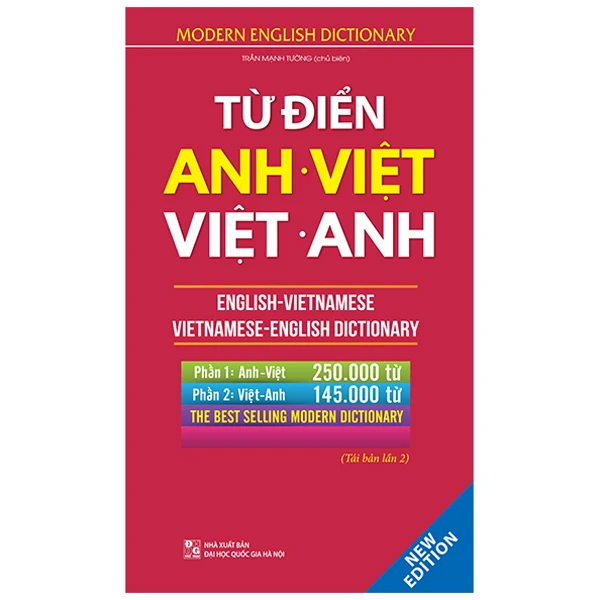 MODERN ENGLISH DICTIONARY
TRẦN MẠNH TƯỜNG (chủ biên)
TỪ ĐIỂN
ANH·VIỆT
VIỆT·ANH
ENGLISH-VIETNAMESE
VIETNAMESE-ENGLISH DICTIONARY
Phần 1: Anh-Việt 250.000 từ
Phần 2: Việt-Anh 145.000 từ
THE BEST SELLING MODERN DICTIONARY
(Tái bản lần 2)
NHÀ XUẤT BẢN
ĐẠI HỌC QUỐC GIA HÀ NỘI
NEW
EDITION